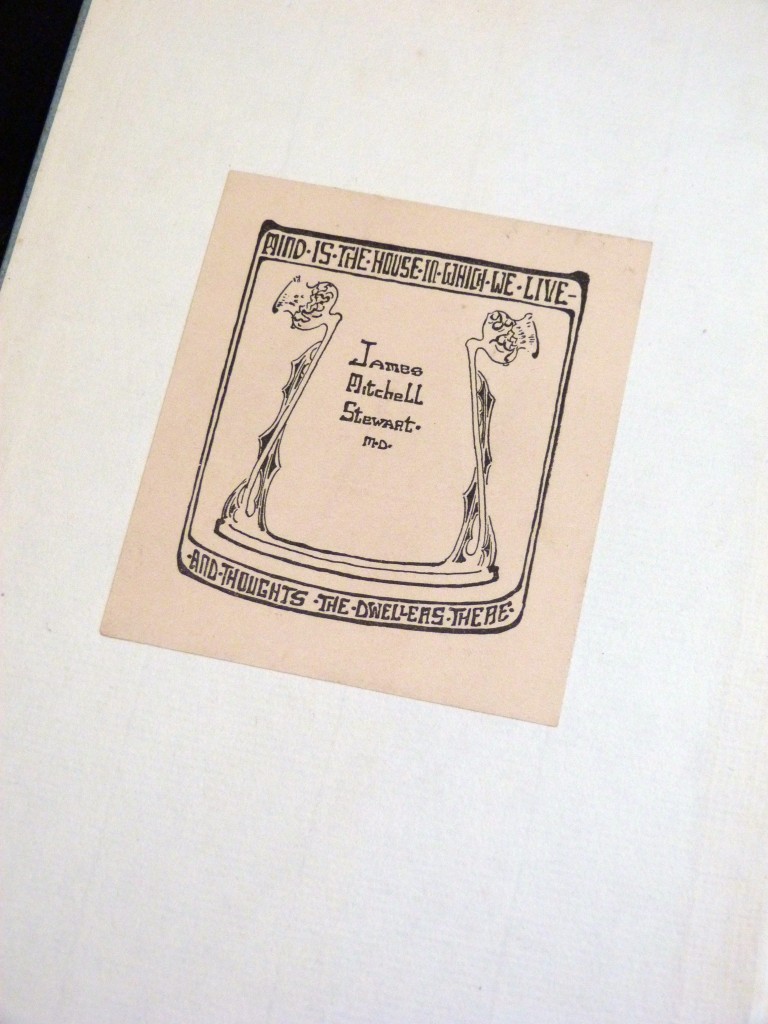 MIND·IS·THE·HOUSE·IN·WHICH·WE·LIVE-
James
Mitchell
Stewart.
M.D.
·AND·THOUGHTS·THE·DWELLERS·THERE·